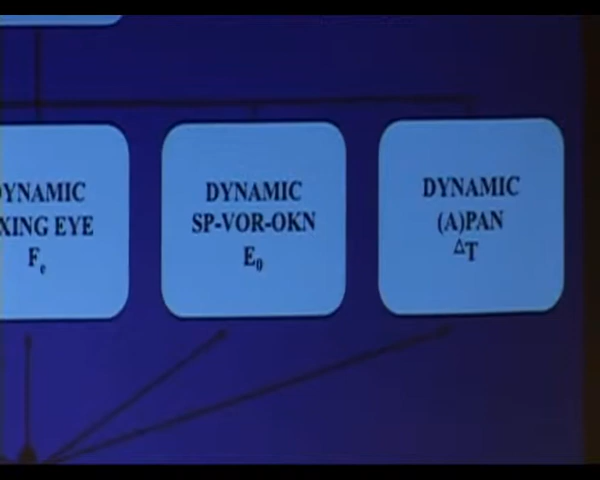 YNAMIC
XING EYE
Fe
DYNAMIC
SP-VOR-OKN
E0
DYNAMIC
(A)PAN
ΔT